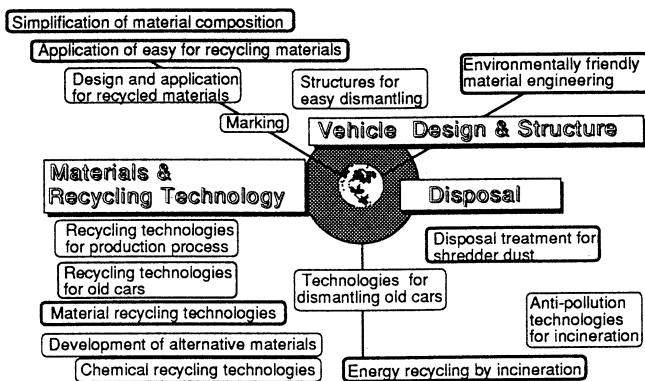 Simplification of material composition
Application of easy for recycling materials
Design and application
for recycled materials
Marking
Structures for
easy dismantling
Environmentally friendly
material engineering
Vehicle Design & Structure
Materials &
Recycling Technology
Disposal
Recycling technologies
for production process
Recycling technologies
for old cars
Material recycling technologies
Development of alternative materials
Chemical recycling technologies
Technologies for
dismantling old cars
Disposal treatment for
shredder dust
Anti-pollution
technologies
for incineration
Energy recycling by incineration